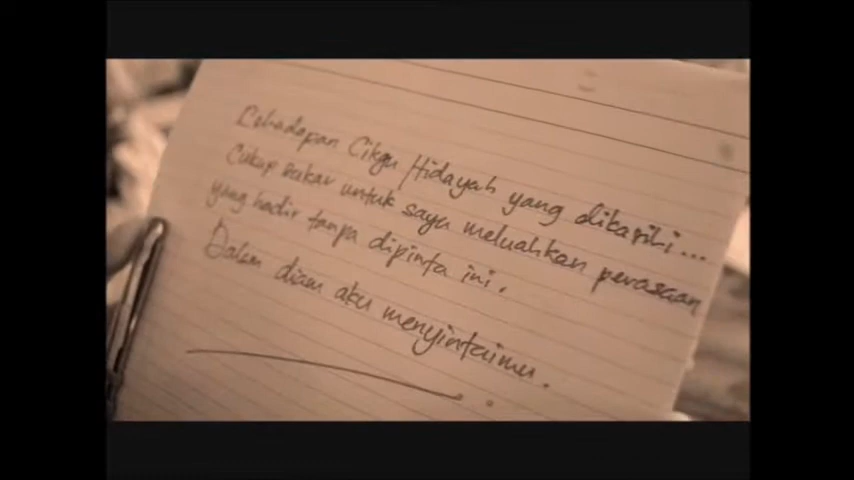 Kehadapan Cikgu Hidayah yang dikasihi...
Cukup sukar untuk saya meluahkan perasaan
yang hadir tanpa dipinta ini.
Dalam diam aku menyintaimu.